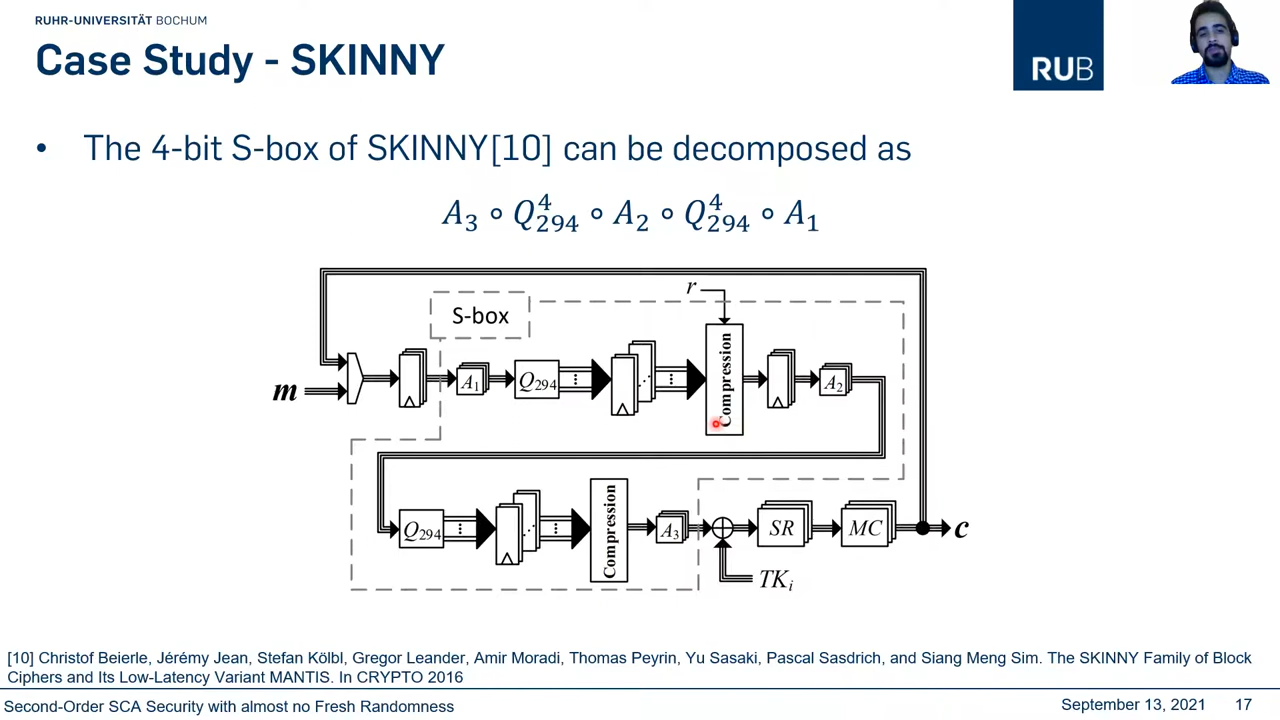 RUHR-UNIVERSITÄT BOCHUM
Case Study - SKINNY
RUB
• The 4-bit S-box of SKINNY[10] can be decomposed as
A₃ ∘ Q⁴₂₉₄ ∘ A₂ ∘ Q⁴₂₉₄ ∘ A₁
S-box
r
m
A₁
Q₂₉₄
Compression
A₂
Q₂₉₄
Compression
A₃
SR
MC
c
TKᵢ
[10] Christof Beierle, Jérémy Jean, Stefan Kölbl, Gregor Leander, Amir Moradi, Thomas Peyrin, Yu Sasaki, Pascal Sasdrich, and Siang Meng Sim. The SKINNY Family of Block
Ciphers and Its Low-Latency Variant MANTIS. In CRYPTO 2016
Second-Order SCA Security with almost no Fresh Randomness
September 13, 2021 17